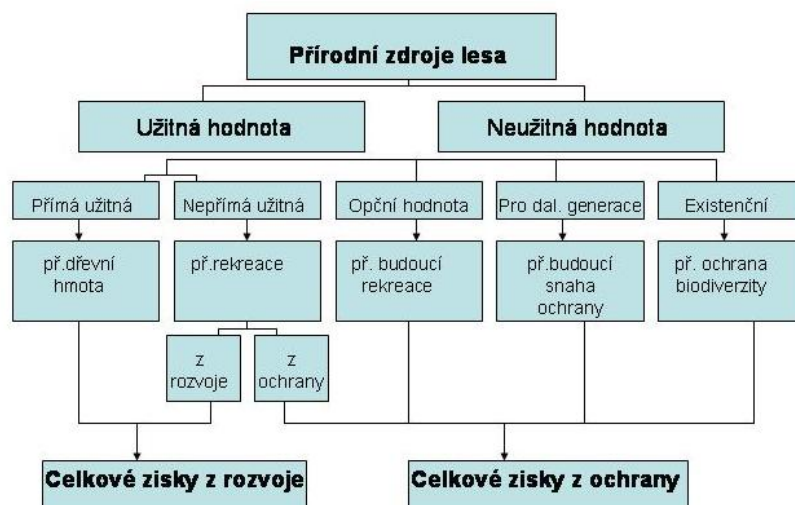 Přírodní zdroje lesa
Užitná hodnota
Neužitná hodnota
Přímá užitná
Nepřímá užitná
Opční hodnota
Pro dal. generace
Existenční
př.dřevní
hmota
př.rekreace
př. budoucí
rekreace
př.budoucí
snaha
ochrany
př. ochrana
biodiverzity
z
rozvoje
z
ochrany
Celkové zisky z rozvoje
Celkové zisky z ochrany